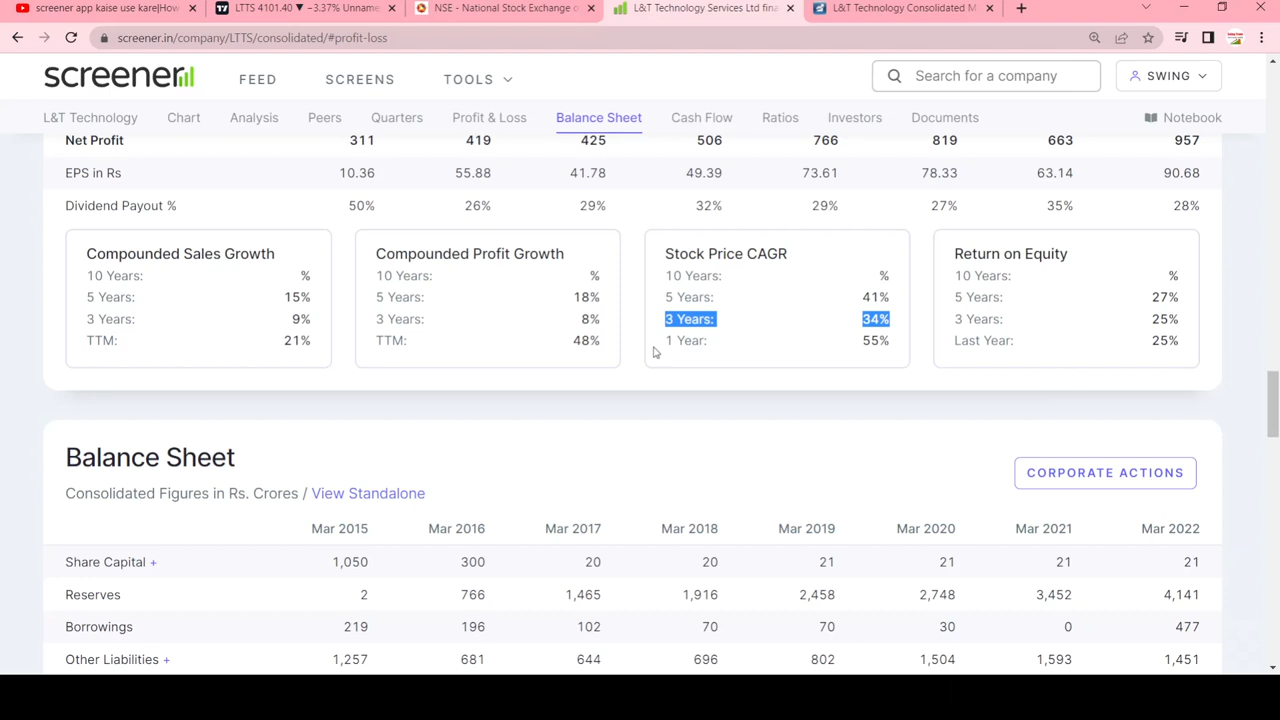 screener app kaise use kare|How
LTTS 4101.40 ▼ −3.37% Unname
NSE - National Stock Exchange o
L&T Technology Services Ltd fina
L&T Technology Consolidated M
screener.in/company/LTTS/consolidated/#profit-loss
screener FEED SCREENS TOOLS Search for a company SWING
L&T Technology Chart Analysis Peers Quarters Profit & Loss Balance Sheet Cash Flow Ratios Investors Documents Notebook
Net Profit 311 419 425 506 766 819 663 957
EPS in Rs 10.36 55.88 41.78 49.39 73.61 78.33 63.14 90.68
Dividend Payout % 50% 26% 29% 32% 29% 27% 35% 28%
Compounded Sales Growth
10 Years: %
5 Years: 15%
3 Years: 9%
TTM: 21%
Compounded Profit Growth
10 Years: %
5 Years: 18%
3 Years: 8%
TTM: 48%
Stock Price CAGR
10 Years: %
5 Years: 41%
3 Years: 34%
1 Year: 55%
Return on Equity
10 Years: %
5 Years: 27%
3 Years: 25%
Last Year: 25%
Balance Sheet
CORPORATE ACTIONS
Consolidated Figures in Rs. Crores / View Standalone
Mar 2015 Mar 2016 Mar 2017 Mar 2018 Mar 2019 Mar 2020 Mar 2021 Mar 2022
Share Capital + 1,050 300 20 20 21 21 21 21
Reserves 2 766 1,465 1,916 2,458 2,748 3,452 4,141
Borrowings 219 196 102 70 70 30 0 477
Other Liabilities + 1,257 681 644 696 802 1,504 1,593 1,451